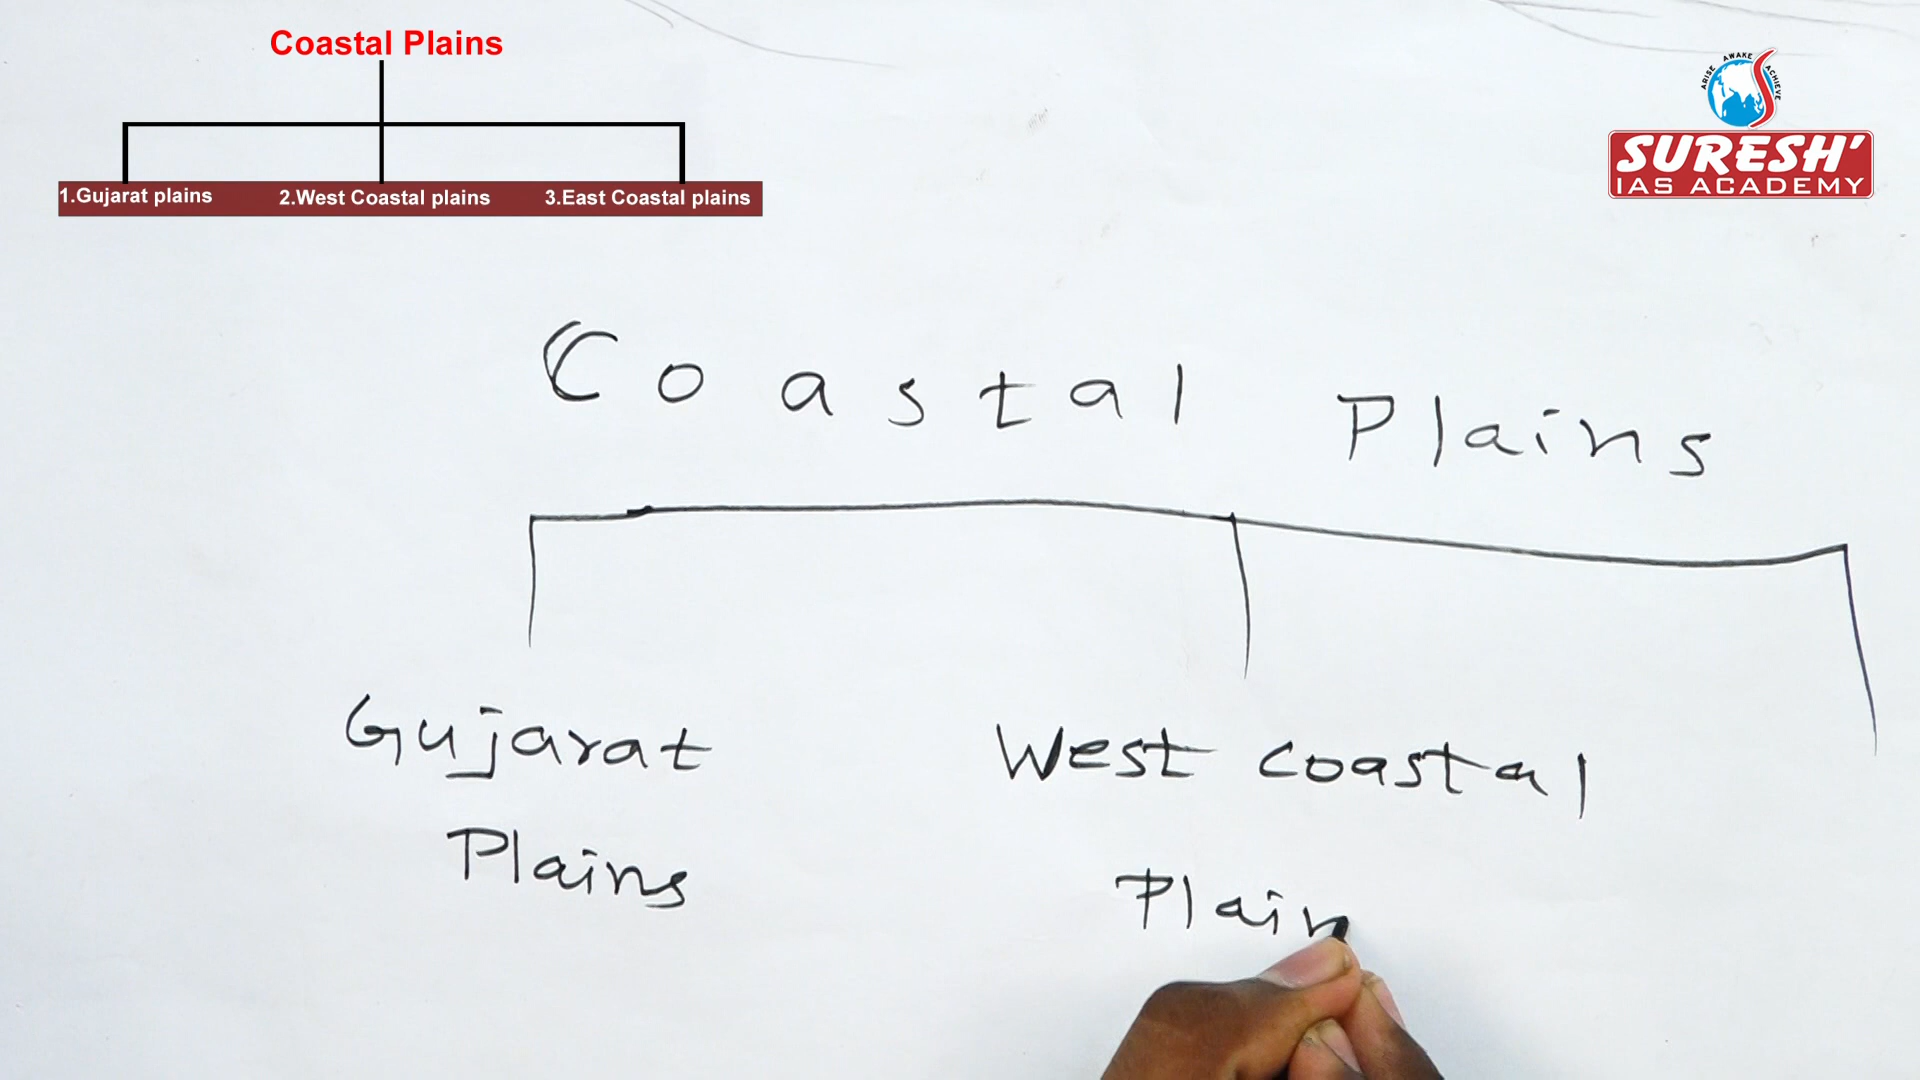 Coastal Plains
1.Gujarat plains 2.West Coastal plains 3.East Coastal plains
ARISE AWAKE ACHIEVE
SURESH'
IAS ACADEMY
Coastal Plains
Gujarat West coastal
Plains Plain